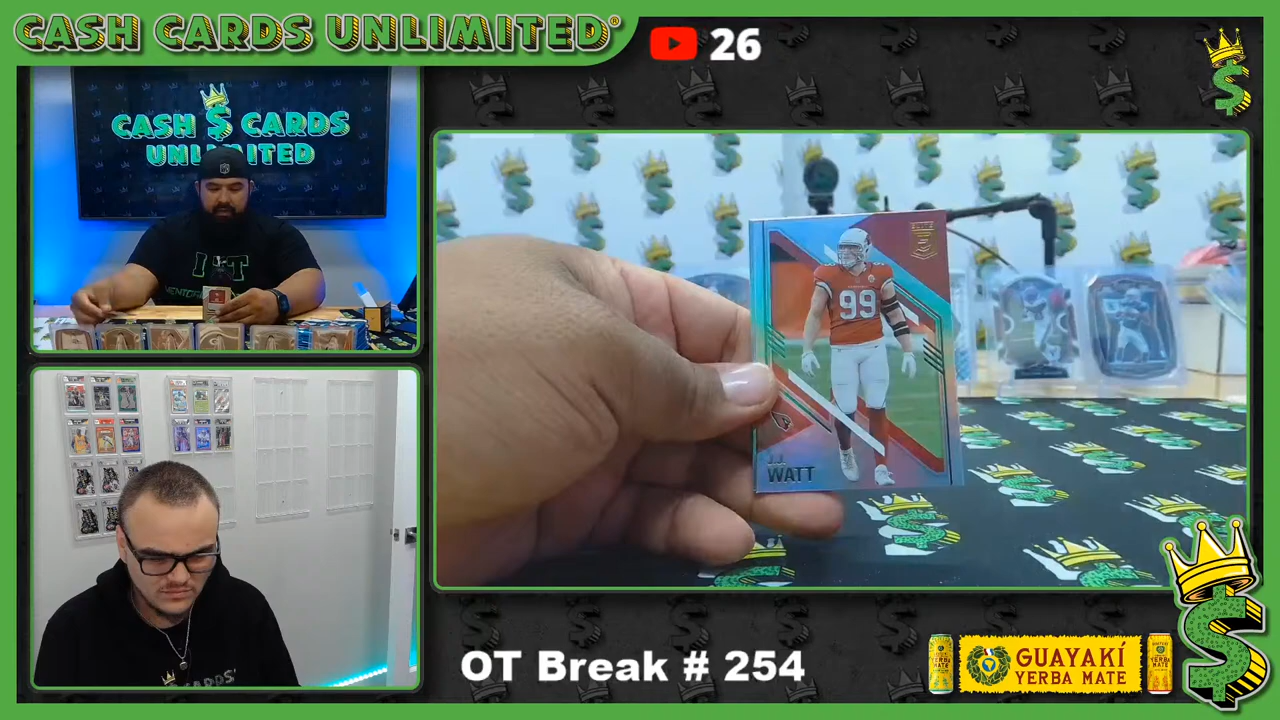 CASH CARDS UNLIMITED®
26
CASH $ CARDS
UNLIMITED
99
J.J.
WATT
OT Break # 254
GUAYAKÍ
YERBA MATE